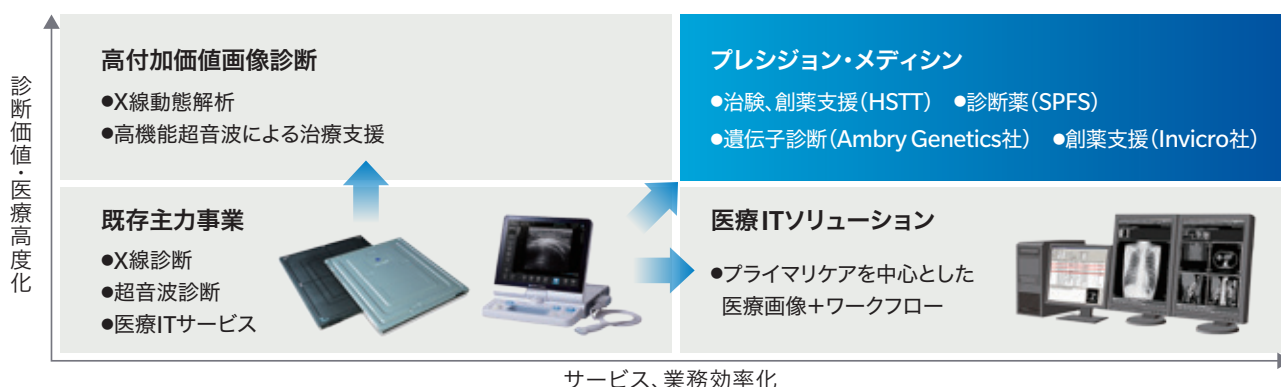 診断価値・医療高度化
高付加価値画像診断
●X線動態解析
●高機能超音波による治療支援
プレシジョン・メディシン
●治験、創薬支援(HSTT) ●診断薬(SPFS)
●遺伝子診断(Ambry Genetics社) ●創薬支援(Invicro社)
既存主力事業
●X線診断
●超音波診断
●医療ITサービス
医療ITソリューション
●プライマリケアを中心とした
医療画像+ワークフロー
サービス、業務効率化